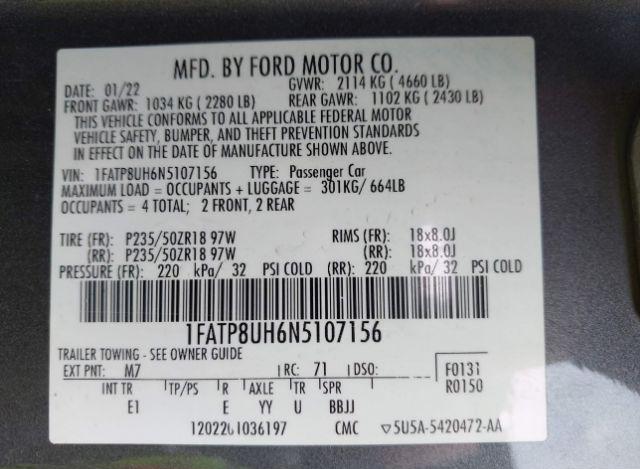 MFD. BY FORD MOTOR CO.
DATE: 01/22 GVWR: 2114 KG ( 4660 LB)
FRONT GAWR: 1034 KG ( 2280 LB) REAR GAWR: 1102 KG ( 2430 LB)
THIS VEHICLE CONFORMS TO ALL APPLICABLE FEDERAL MOTOR
VEHICLE SAFETY, BUMPER, AND THEFT PREVENTION STANDARDS
IN EFFECT ON THE DATE OF MANUFACTURE SHOWN ABOVE.
VIN: 1FATP8UH6N5107156 TYPE: Passenger Car
MAXIMUM LOAD = OCCUPANTS + LUGGAGE = 301KG/ 664LB
OCCUPANTS = 4 TOTAL; 2 FRONT, 2 REAR
TIRE (FR): P235/50ZR18 97W RIMS (FR): 18x8.0J
(RR): P235/50ZR18 97W (RR): 18x8.0J
PRESSURE (FR): 220 kPa/ 32 PSI COLD (RR): 220 kPa/ 32 PSI COLD
1FATP8UH6N5107156
TRAILER TOWING - SEE OWNER GUIDE
EXT PNT: M7 RC: 71 DSO: F0131
R0150
INT TR TP/PS R AXLE TR SPR
E1 E YY U BBJJ
1202201036197 CMC ▽5U5A-5420472-AA